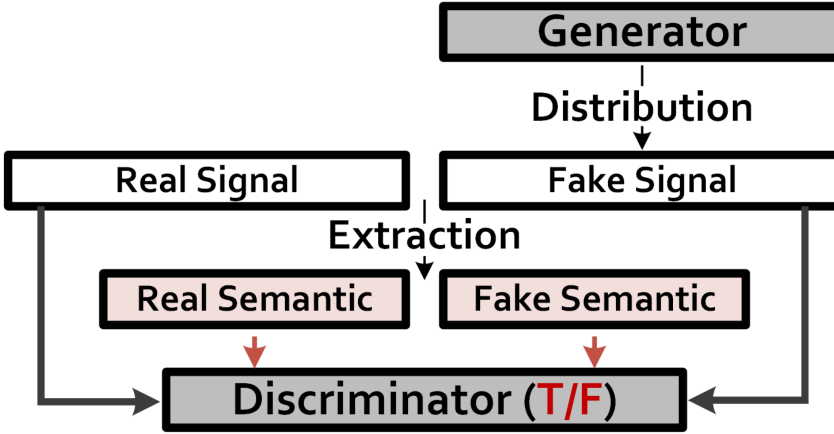 Generator
Distribution
Real Signal
Fake Signal
Extraction
Real Semantic
Fake Semantic
Discriminator (T/F)